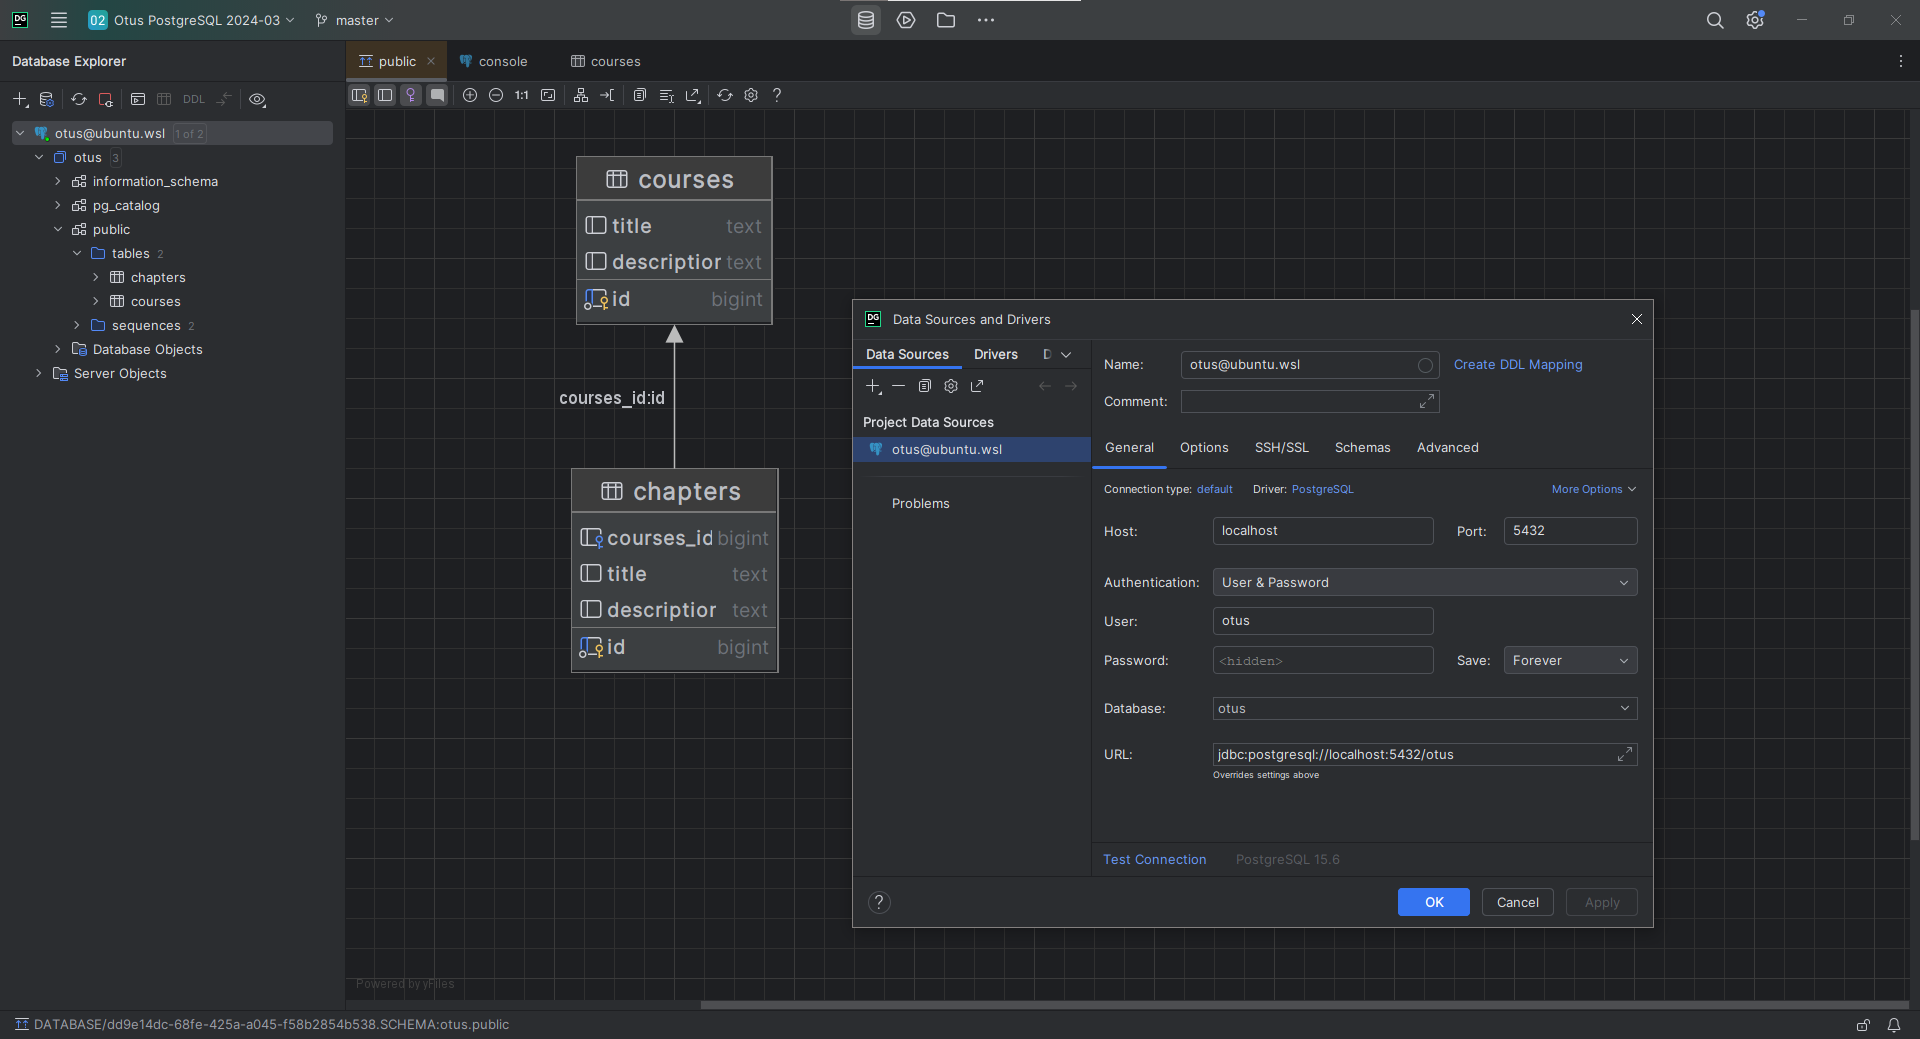 DG
02 Otus PostgreSQL 2024-03
master
Database Explorer
public
console
courses
DDL
1:1
?
otus@ubuntu.wsl 1 of 2
otus 3
information_schema
pg_catalog
public
tables 2
chapters
courses
sequences 2
Database Objects
Server Objects
courses
title text
description text
id bigint
courses_id:id
chapters
courses_id bigint
title text
description text
id bigint
Powered by yFiles
DG Data Sources and Drivers
Data Sources
Drivers
D
Project Data Sources
otus@ubuntu.wsl
Problems
Name: otus@ubuntu.wsl Create DDL Mapping
Comment:
General Options SSH/SSL Schemas Advanced
Connection type: default Driver: PostgreSQL More Options
Host: localhost Port: 5432
Authentication: User & Password
User: otus
Password: <hidden> Save: Forever
Database: otus
URL: jdbc:postgresql://localhost:5432/otus
Overrides settings above
Test Connection PostgreSQL 15.6
? OK Cancel Apply
DATABASE/dd9e14dc-68fe-425a-a045-f58b2854b538.SCHEMA:otus.public